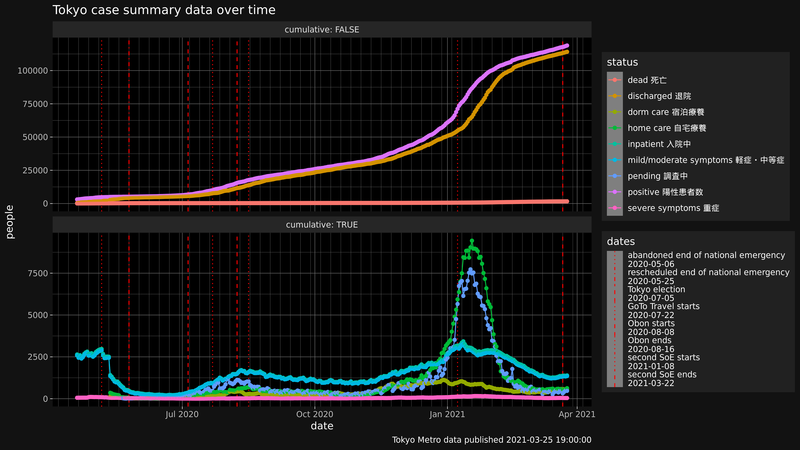 Tokyo case summary data over time
cumulative: FALSE
100000
75000
50000
25000
0
cumulative: TRUE
7500
5000
2500
0
people
Jul 2020
Oct 2020
Jan 2021
Apr 2021
date
Tokyo Metro data published 2021-03-25 19:00:00
status
dead 死亡
discharged 退院
dorm care 宿泊療養
home care 自宅療養
inpatient 入院中
mild/moderate symptoms 軽症・中等症
pending 調査中
positive 陽性患者数
severe symptoms 重症
dates
abandoned end of national emergency
2020-05-06
rescheduled end of national emergency
2020-05-25
Tokyo election
2020-07-05
GoTo Travel starts
2020-07-22
Obon starts
2020-08-08
Obon ends
2020-08-16
second SoE starts
2021-01-08
second SoE ends
2021-03-22